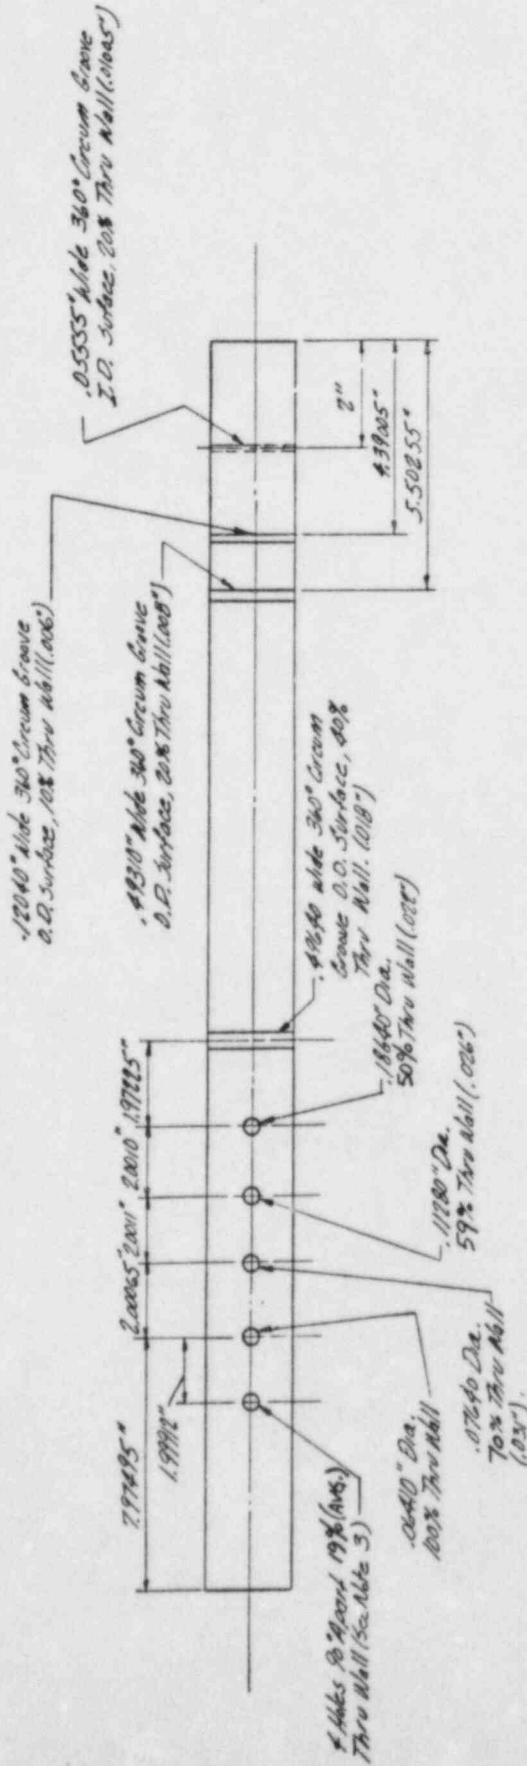 .05555" Wide 360° Circum Groove
I.D. Surface, 20% Thru Wall (.01005")
.12040" Wide 360° Circum Groove
O.D. Surface, 10% Thru Wall (.006")
.49310" Wide 360° Circum Groove
O.D. Surface, 20% Thru Wall (.008")
.49640 Wide 360° Circum
Groove O.D. Surface, 40%
Thru Wall. (.018")
2"
4.39005"
5.50255"
7.97495"
2.00065"
2.0011"
2.0010"
1.97225"
1.9991"
.18640" Dia.
50% Thru Wall (.022")
.11280" Dia.
59% Thru Wall (.026")
.07640 Dia.
70% Thru Wall
(.031").
.06410" Dia.
100% Thru Wall
4 Holes 90° Apart 19% (AVG.)
Thru Wall (See Note 3)